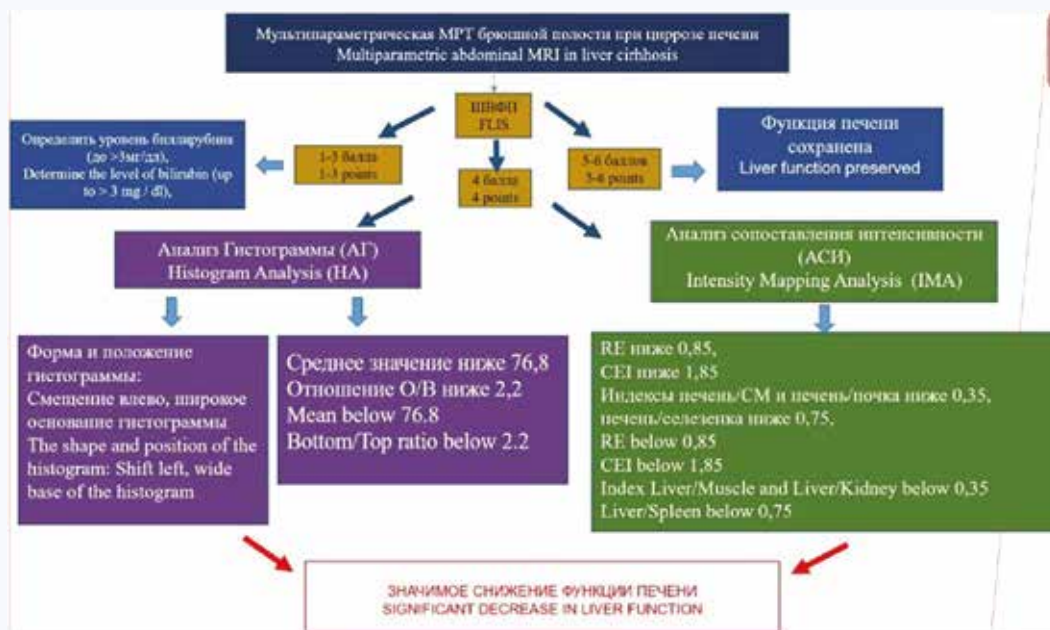 Мультипараметрическая МРТ брюшной полости при циррозе печени
Multiparametric abdominal MRI in liver cirhhosis
ШВФП
FLIS
Определить уровень биллирубина
(до >3мг/дл),
Determine the level of bilirubin (up
to > 3 mg / dl),
1-3 балла
1-3 points
4 балла
4 points
5-6 баллов
5-6 points
Функция печени
сохранена
Liver function preserved
Анализ Гистограммы (АГ)
Histogram Analysis (HA)
Анализ сопоставления интенсивности
(АСИ)
Intensity Mapping Analysis (IMA)
Форма и положение
гистограммы:
Смещение влево, широкое
основание гистограммы
The shape and position of the
histogram: Shift left, wide
base of the histogram
Среднее значение ниже 76,8
Отношение О/В ниже 2,2
Mean below 76.8
Bottom/Top ratio below 2.2
RE ниже 0,85,
CEI ниже 1,85
Индексы печень/СМ и печень/почка ниже 0,35,
печень/селезенка ниже 0,75,
RE below 0,85
CEI below 1,85
Index Liver/Muscle and Liver/Kidney below 0,35
Liver/Spleen below 0,75
ЗНАЧИМОЕ СНИЖЕНИЕ ФУНКЦИИ ПЕЧЕНИ
SIGNIFICANT DECREASE IN LIVER FUNCTION